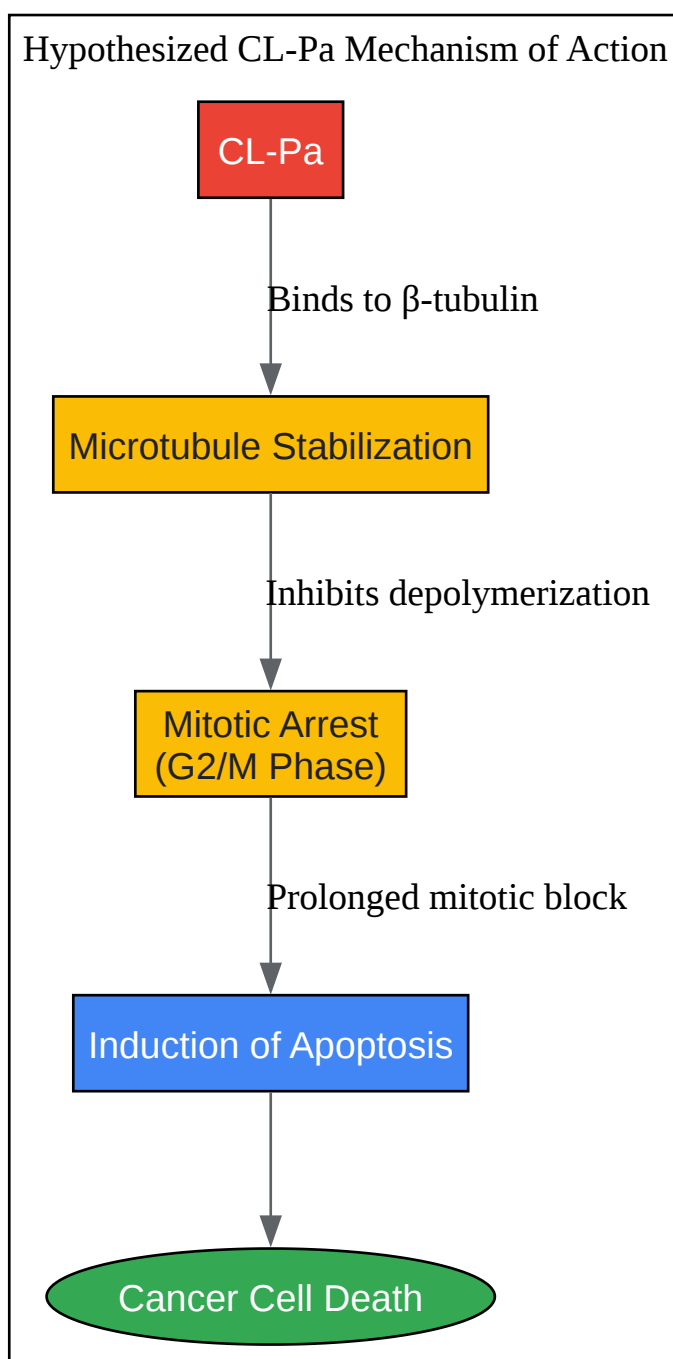 Hypothesized CL-Pa Mechanism of Action
CL-Pa
Binds to β-tubulin
Microtubule Stabilization
Inhibits depolymerization
Mitotic Arrest
(G2/M Phase)
Prolonged mitotic block
Induction of Apoptosis
Cancer Cell Death